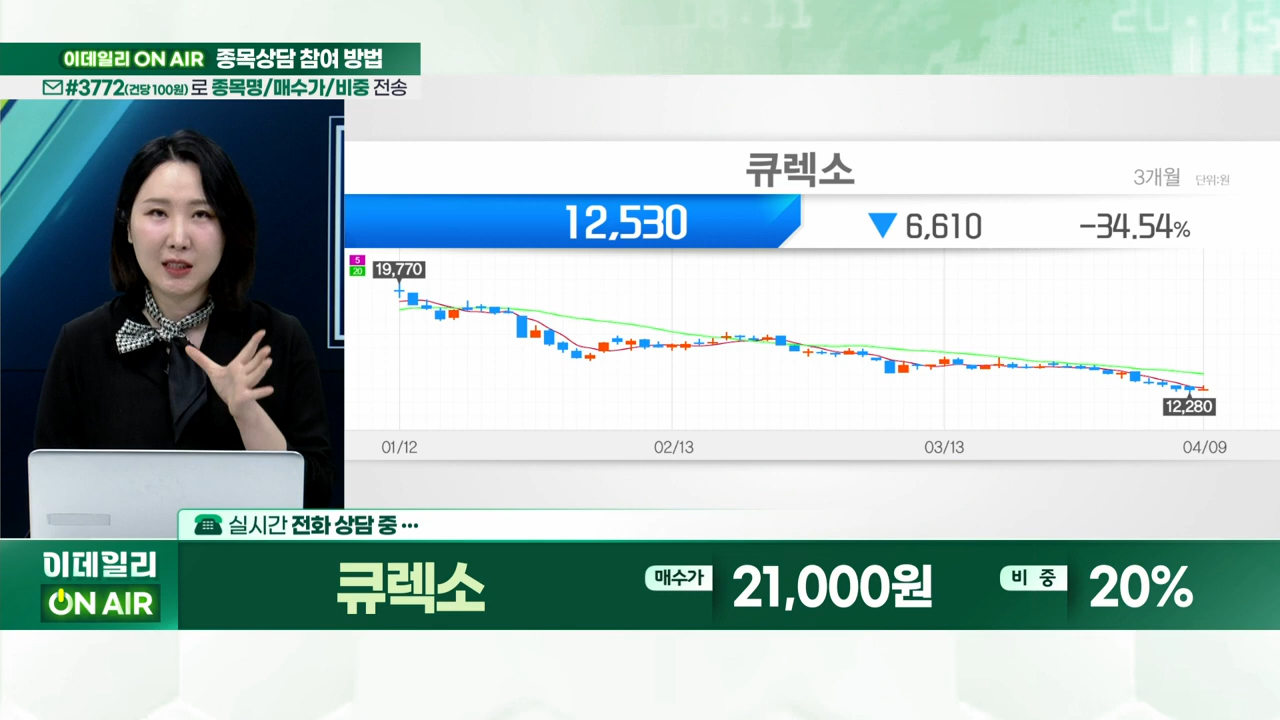 이데일리 ON AIR 종목상담 참여 방법
#3772(건당 100원)로 종목명/매수가/비중 전송
큐렉소
3개월 단위:원
12,530 ▼6,610 -34.54%
5
20
19,770
12,280
01/12 02/13 03/13 04/09
실시간 전화 상담 중 ···
이데일리
ON AIR
큐렉소 매수가 21,000원 비 중 20%